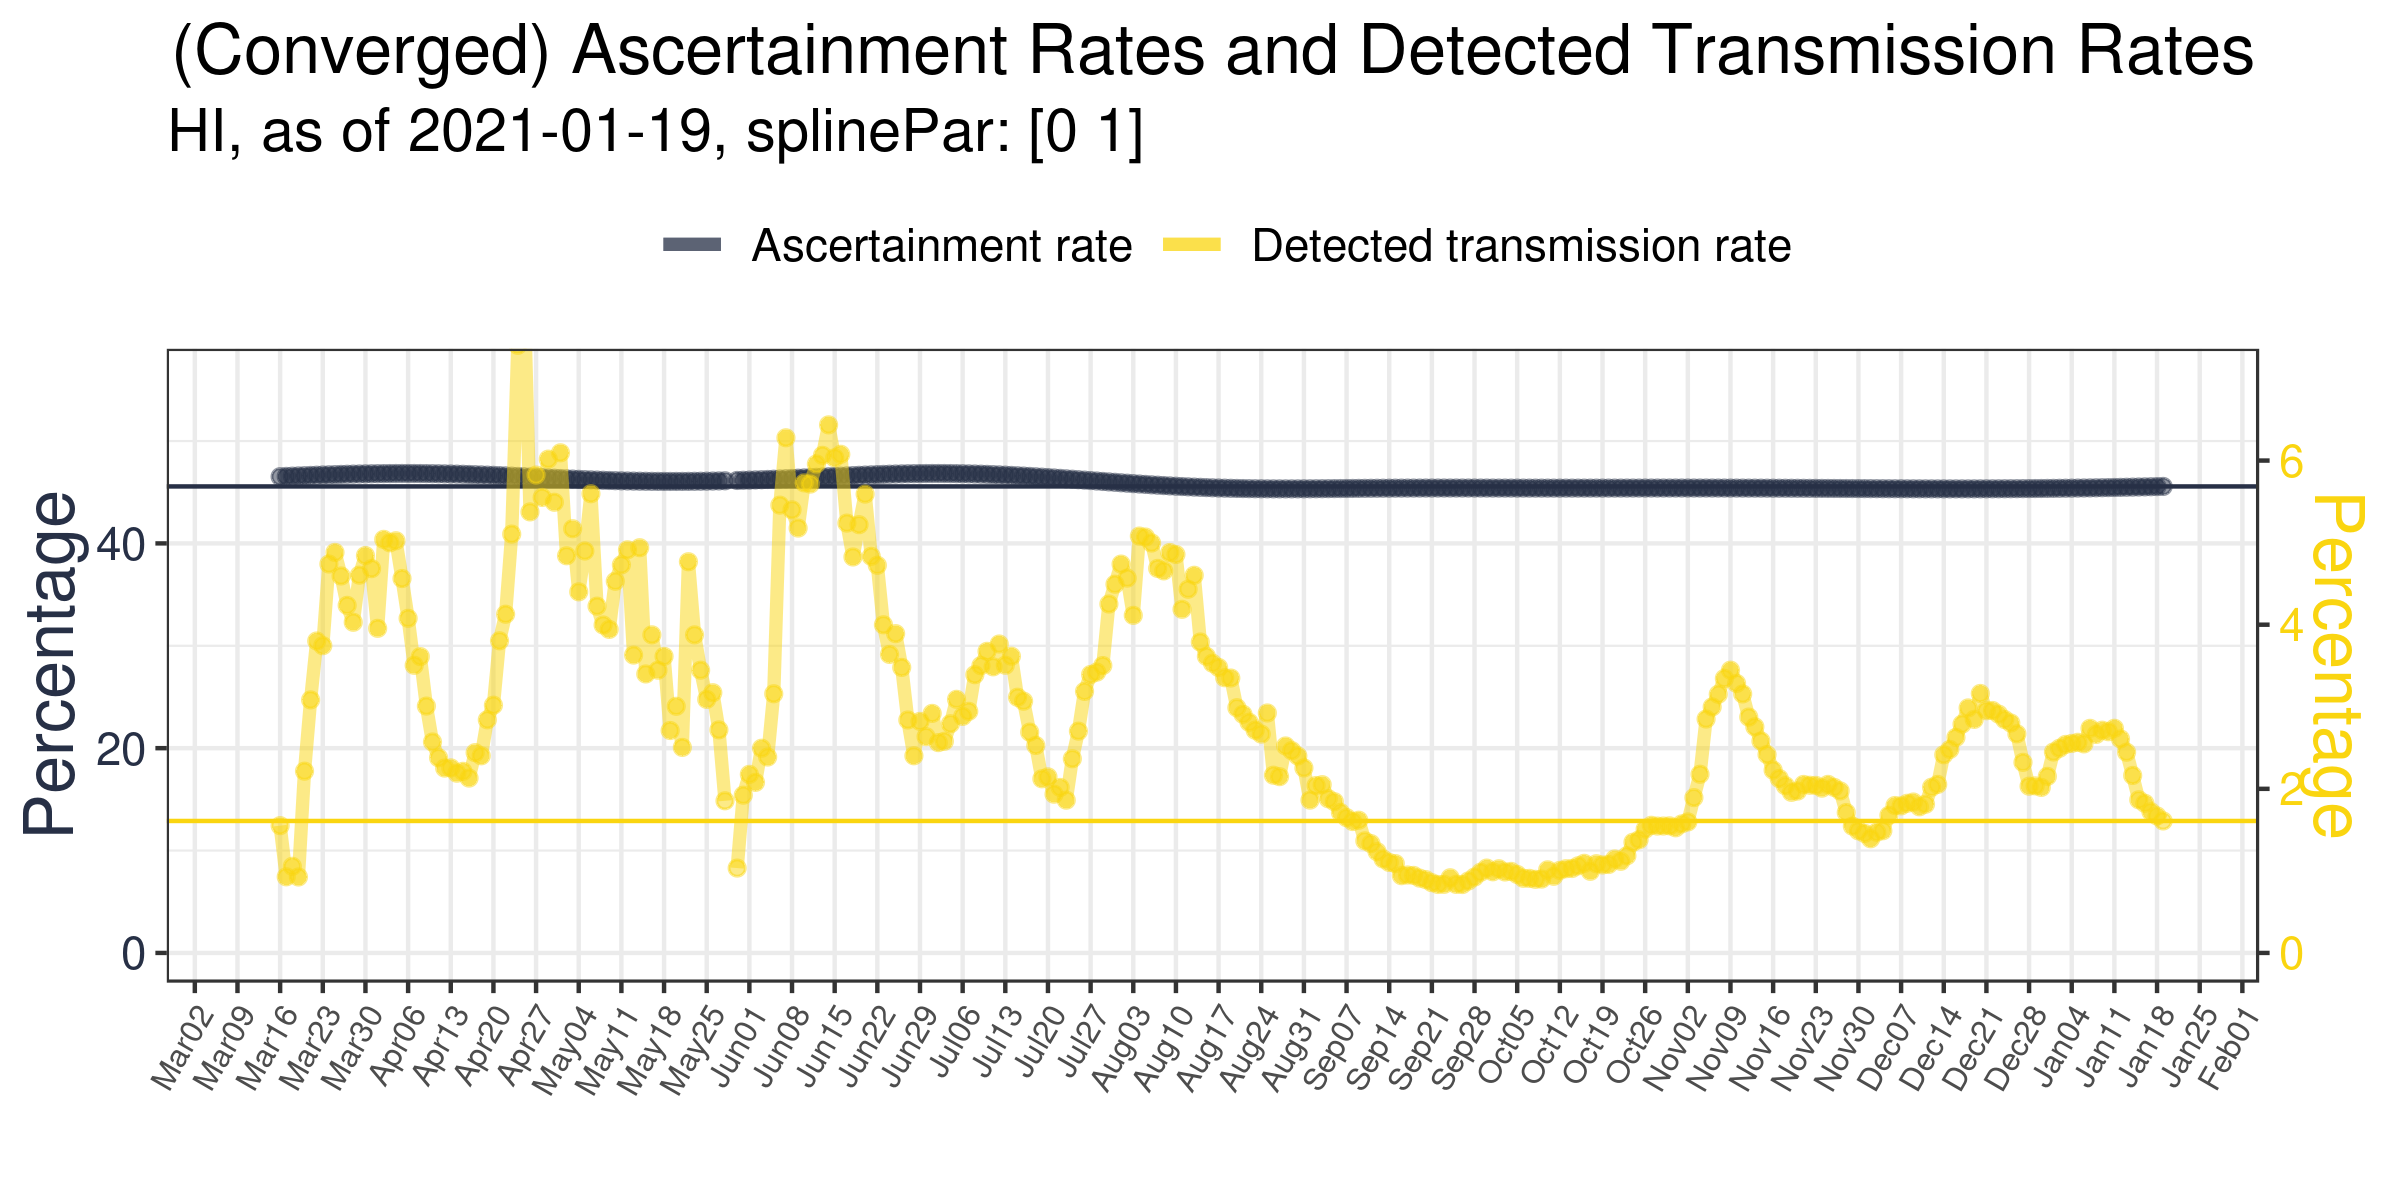 (Converged) Ascertainment Rates and Detected Transmission Rates
HI, as of 2021-01-19, splinePar: [0 1]
Ascertainment rate
Detected transmission rate
Percentage
40
20
0
6
4
2
0
Percentage
Mar02
Mar09
Mar16
Mar23
Mar30
Apr06
Apr13
Apr20
Apr27
May04
May11
May18
May25
Jun01
Jun08
Jun15
Jun22
Jun29
Jul06
Jul13
Jul20
Jul27
Aug03
Aug10
Aug17
Aug24
Aug31
Sep07
Sep14
Sep21
Sep28
Oct05
Oct12
Oct19
Oct26
Nov02
Nov09
Nov16
Nov23
Nov30
Dec07
Dec14
Dec21
Dec28
Jan04
Jan11
Jan18
Jan25
Feb01